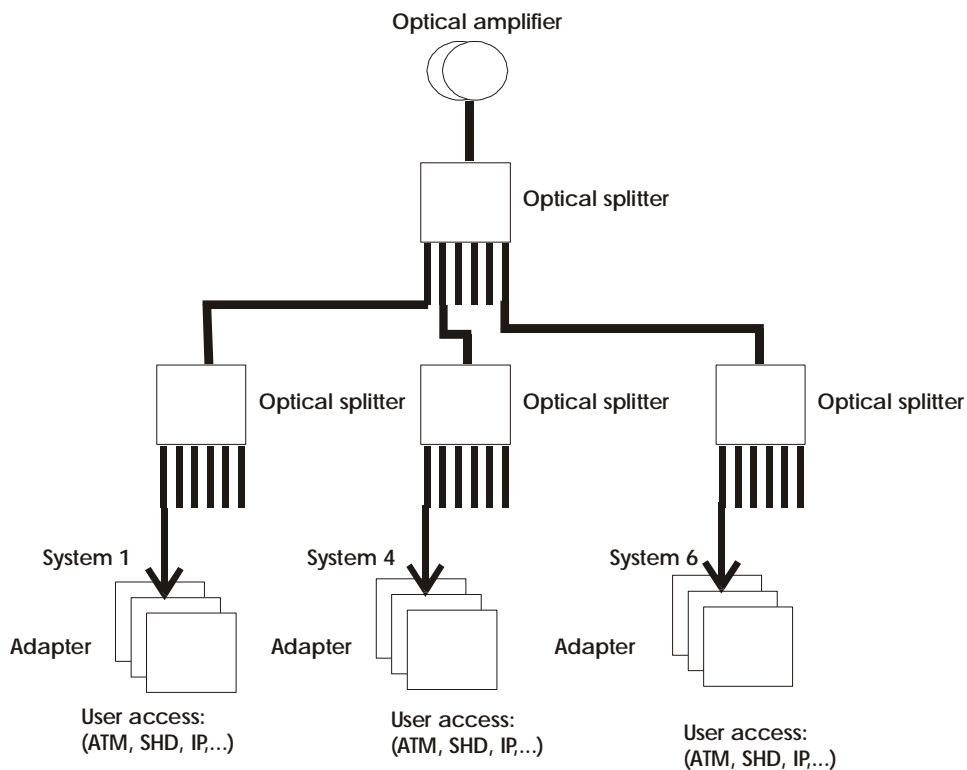 Optical amplifier
Optical splitter
Optical splitter
Optical splitter
Optical splitter
System 1
System 4
System 6
Adapter
Adapter
Adapter
User access:
(ATM, SHD, IP,...)
User access:
(ATM, SHD, IP,...)
User access:
(ATM, SHD, IP,...)